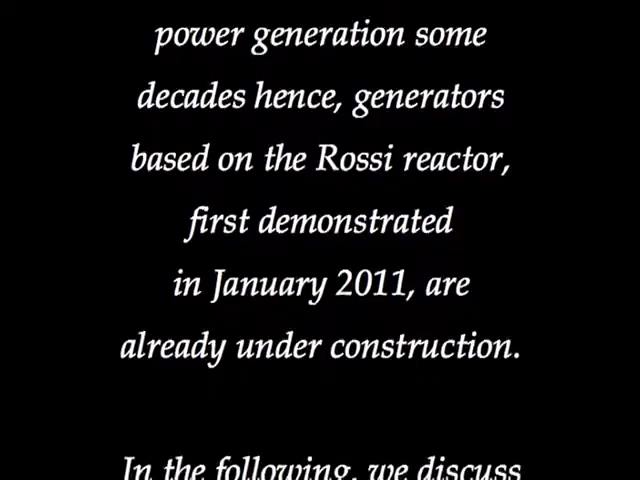 power generation some
decades hence, generators
based on the Rossi reactor,
first demonstrated
in January 2011, are
already under construction.
In the following, we discuss